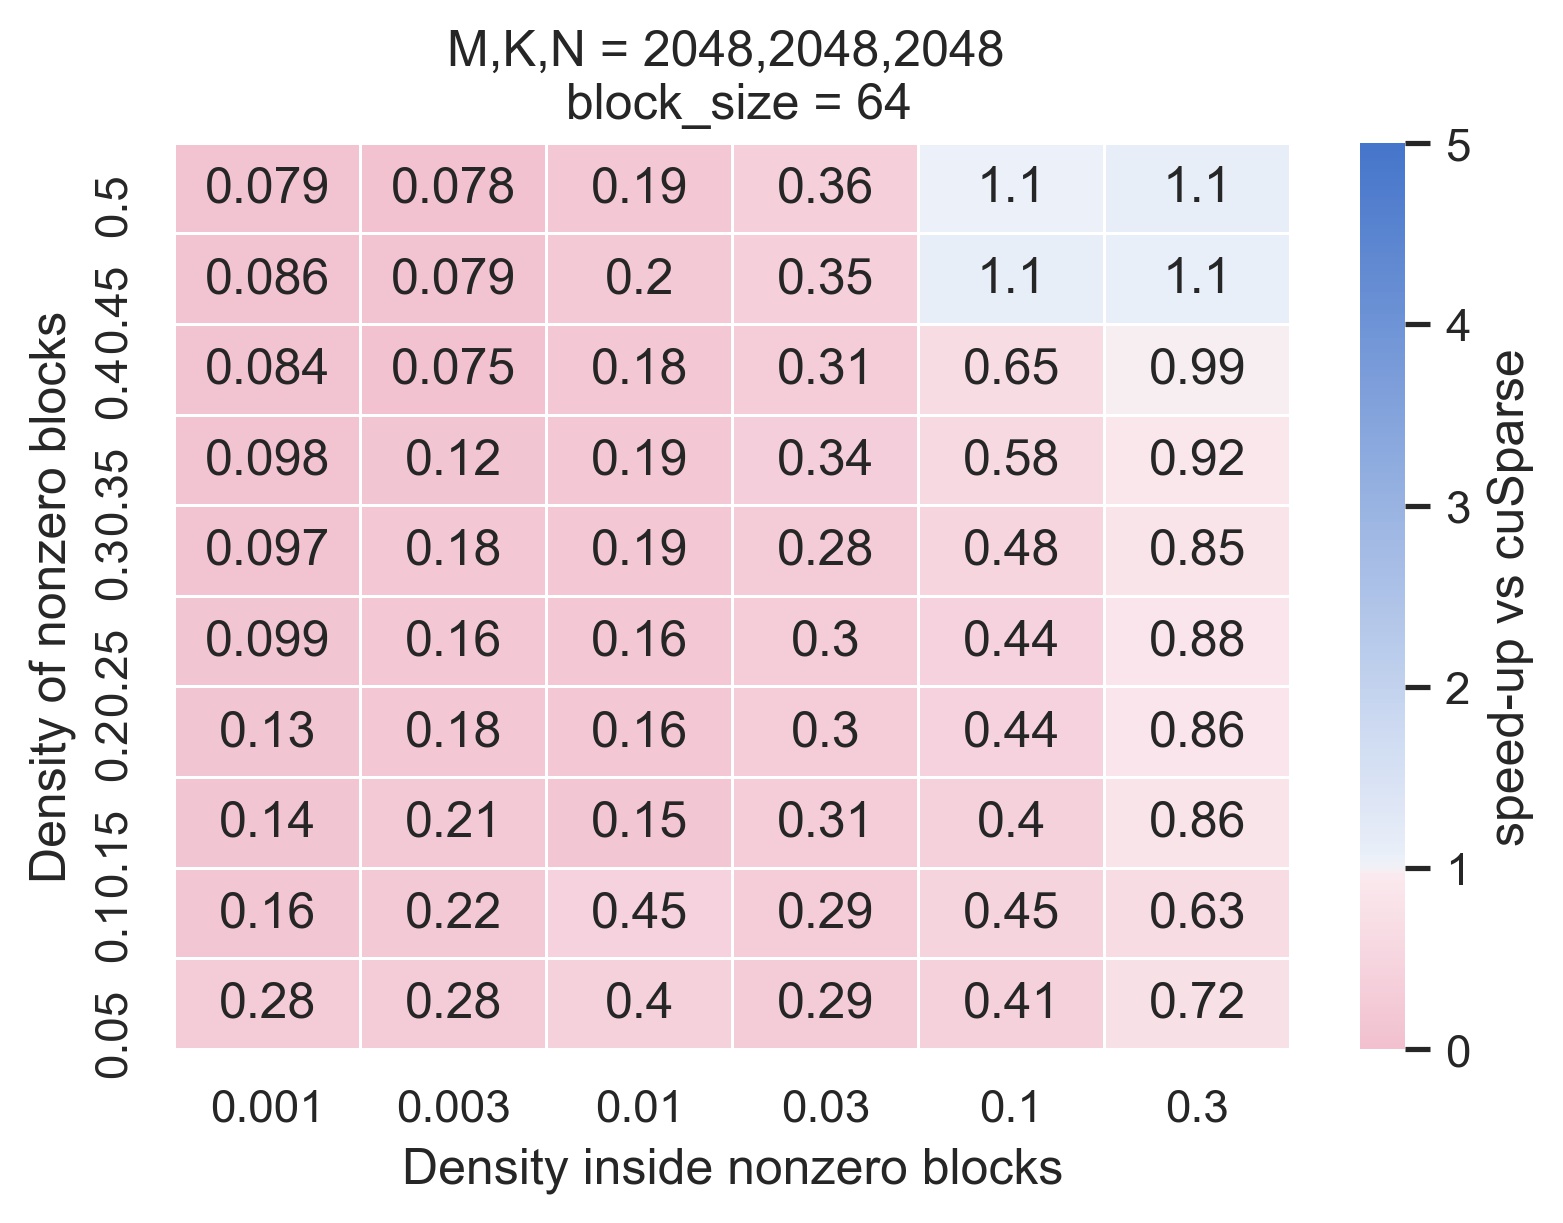 M,K,N = 2048,2048,2048
block_size = 64
Density of nonzero blocks
0.5 0.079 0.078 0.19 0.36 1.1 1.1
0.45 0.086 0.079 0.2 0.35 1.1 1.1
0.4 0.084 0.075 0.18 0.31 0.65 0.99
0.35 0.098 0.12 0.19 0.34 0.58 0.92
0.3 0.097 0.18 0.19 0.28 0.48 0.85
0.25 0.099 0.16 0.16 0.3 0.44 0.88
0.2 0.13 0.18 0.16 0.3 0.44 0.86
0.15 0.14 0.21 0.15 0.31 0.4 0.86
0.1 0.16 0.22 0.45 0.29 0.45 0.63
0.05 0.28 0.28 0.4 0.29 0.41 0.72
0.001 0.003 0.01 0.03 0.1 0.3
Density inside nonzero blocks
5
4
3
2
1
0
speed-up vs cuSparse